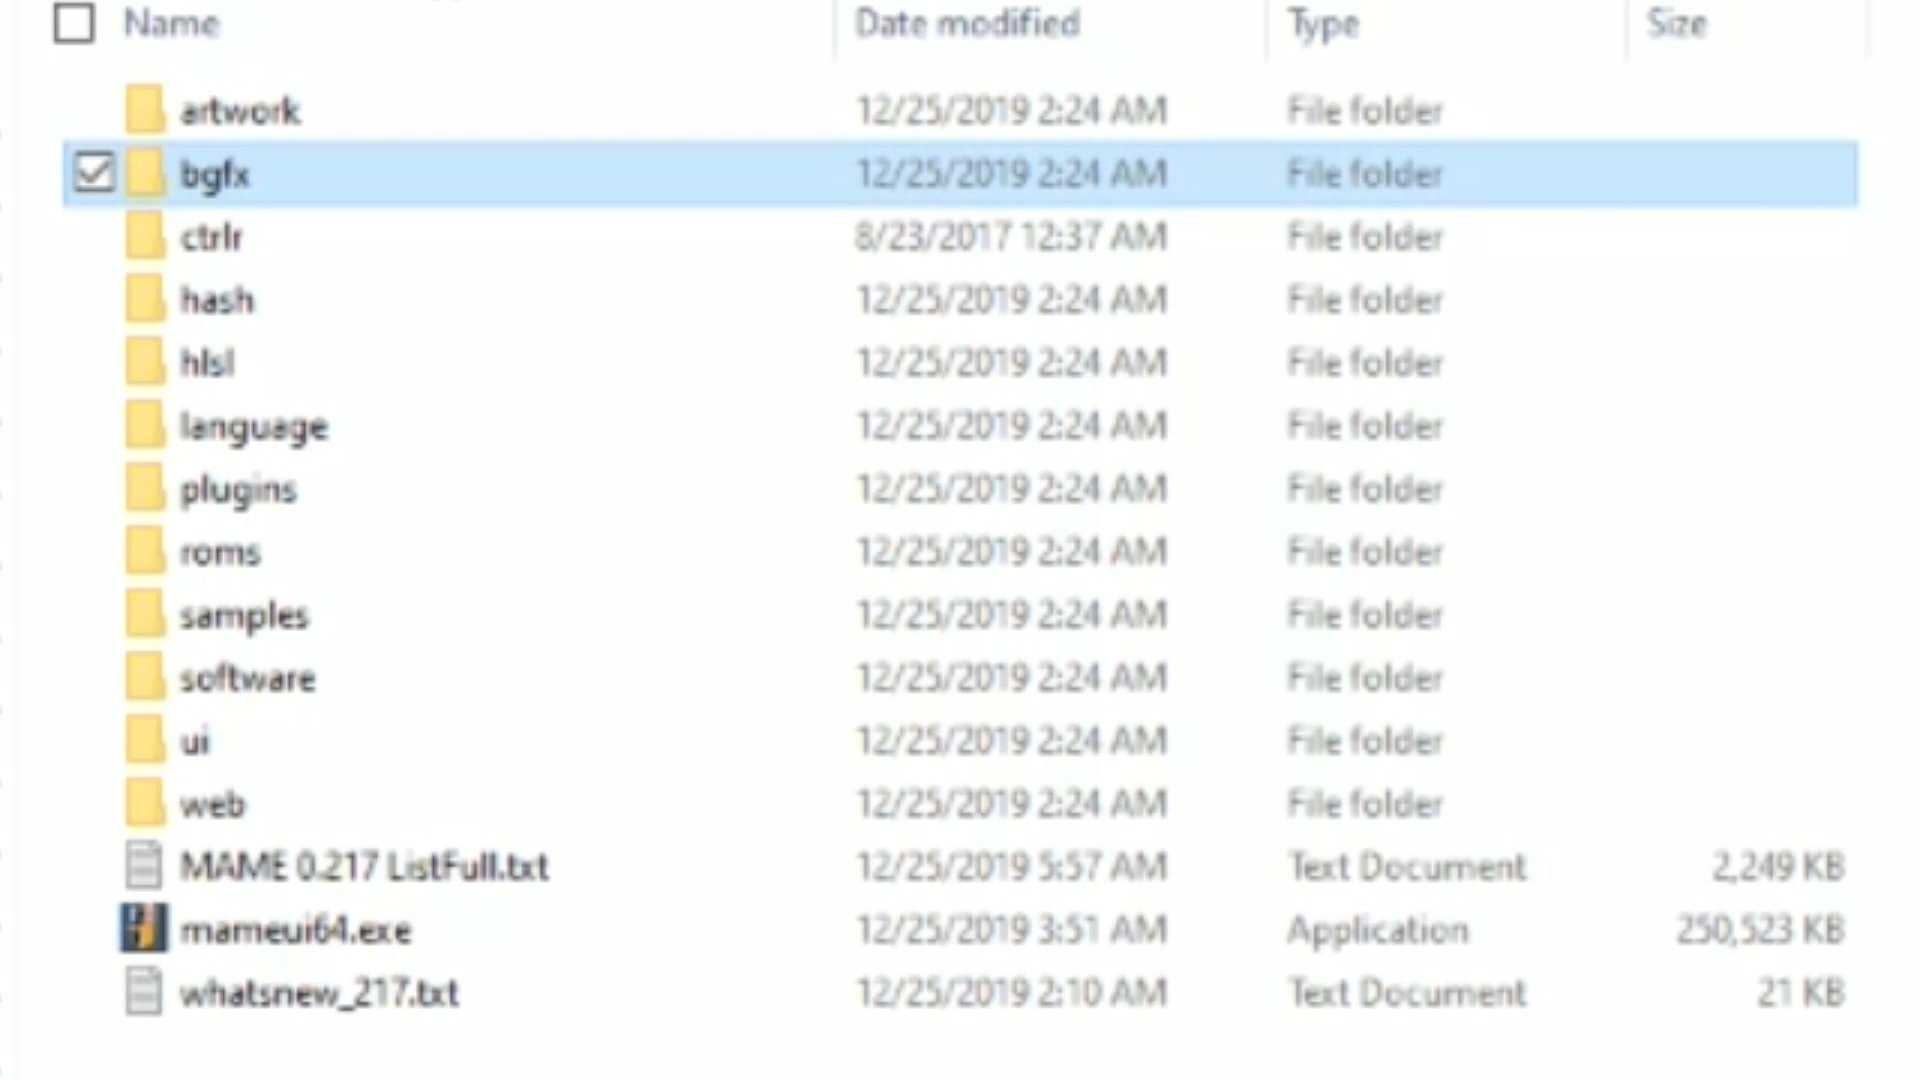 Name Date modified Type Size
artwork 12/25/2019 2:24 AM File folder
bgfx 12/25/2019 2:24 AM File folder
ctrlr 8/23/2017 12:37 AM File folder
hash 12/25/2019 2:24 AM File folder
hlsl 12/25/2019 2:24 AM File folder
language 12/25/2019 2:24 AM File folder
plugins 12/25/2019 2:24 AM File folder
roms 12/25/2019 2:24 AM File folder
samples 12/25/2019 2:24 AM File folder
software 12/25/2019 2:24 AM File folder
ui 12/25/2019 2:24 AM File folder
web 12/25/2019 2:24 AM File folder
MAME 0.217 ListFull.txt 12/25/2019 5:57 AM Text Document 2,249 KB
mameui64.exe 12/25/2019 3:51 AM Application 250,523 KB
whatsnew_217.txt 12/25/2019 2:10 AM Text Document 21 KB